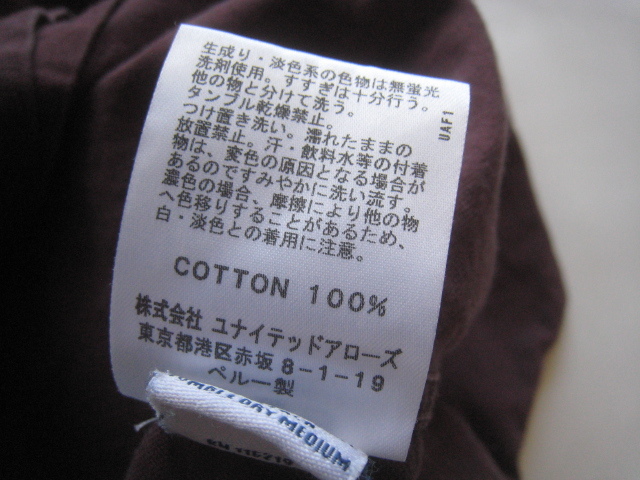 生成り・淡色系の色物は無蛍光
洗剤使用。すすぎは十分行う。
他の物と分けて洗う。
タンブル乾燥禁止。
つけ置き洗い。濡れたままの
放置禁止。汗・飲料水等の付着
物は、変色の原因となる場合が
あるのですみやかに洗い流す。
濃色の場合、摩擦により他の物
へ色移りすることがあるため、
白・淡色との着用に注意。
UAF1
COTTON 100%
株式会社 ユナイテッドアローズ
東京都港区赤坂 8-1-19
ペルー製
TUMBLE DRY MEDIUM